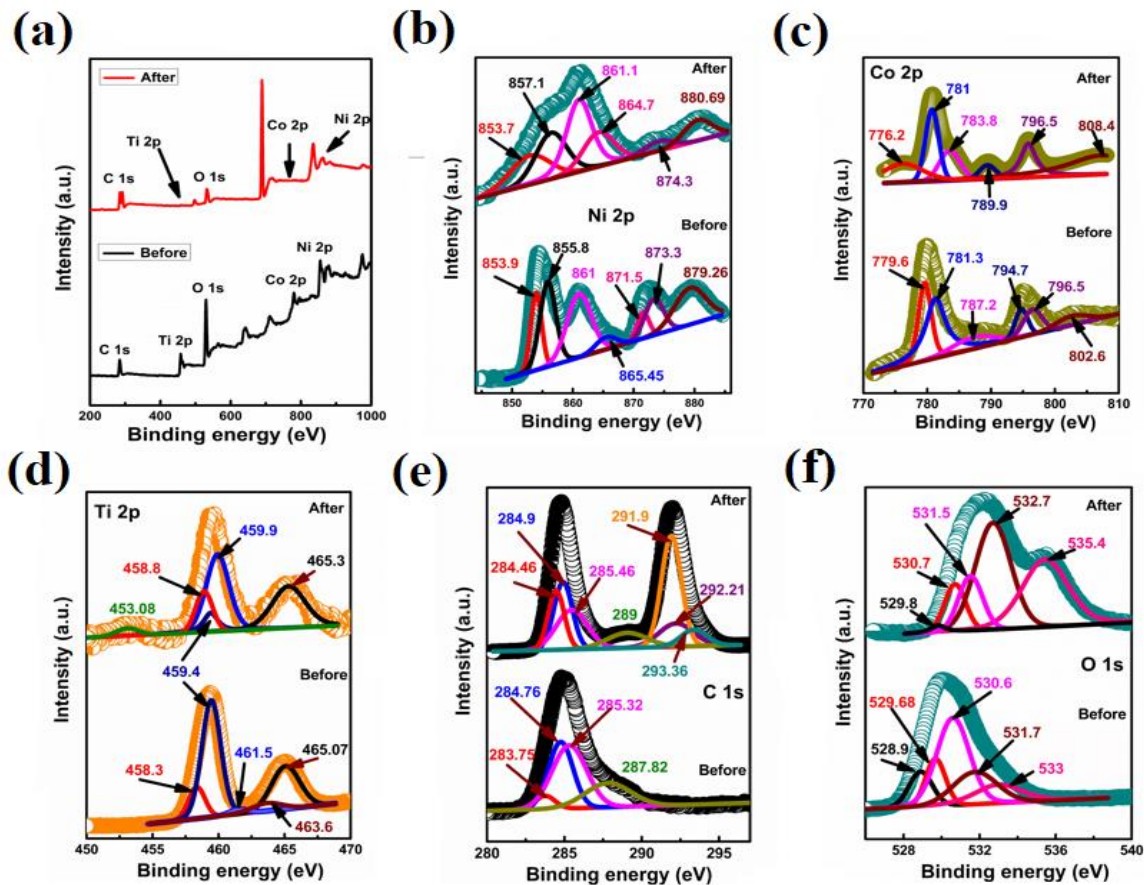 (a)
After
Ti 2p
Co 2p
Ni 2p
C 1s
O 1s
Before
Ni 2p
O 1s
Co 2p
Ti 2p
C 1s
Intensity (a.u.)
200 400 600 800 1000
Binding energy (eV)
(b)
After
861.1
857.1
864.7
880.69
853.7
874.3
Ni 2p
Before
855.8
853.9
861
871.5
873.3
879.26
865.45
Intensity (a.u.)
850 860 870 880
Binding energy (eV)
(c)
Co 2p
After
781
776.2
783.8
796.5
808.4
789.9
Before
779.6
781.3
787.2
794.7
796.5
802.6
Intensity (a.u.)
770 780 790 800 810
Binding energy (eV)
(d)
Ti 2p
After
459.9
458.8
465.3
453.08
459.4
Before
461.5
465.07
458.3
463.6
Intensity (a.u.)
450 455 460 465 470
Binding energy (eV)
(e)
After
284.9
291.9
284.46
285.46
289
292.21
293.36
C 1s
284.76
285.32
283.75
287.82
Before
Intensity (a.u.)
280 285 290 295
Binding energy (eV)
(f)
After
531.5
532.7
530.7
535.4
529.8
O 1s
Before
529.68
530.6
528.9
531.7
533
Intensity (a.u.)
528 532 536 540
Binding energy (eV)